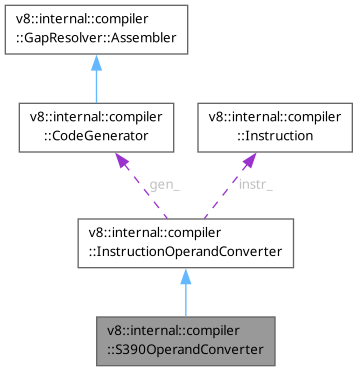 v8::internal::compiler
::GapResolver::Assembler
v8::internal::compiler
::CodeGenerator
v8::internal::compiler
::Instruction
gen_
instr_
v8::internal::compiler
::InstructionOperandConverter
v8::internal::compiler
::S390OperandConverter